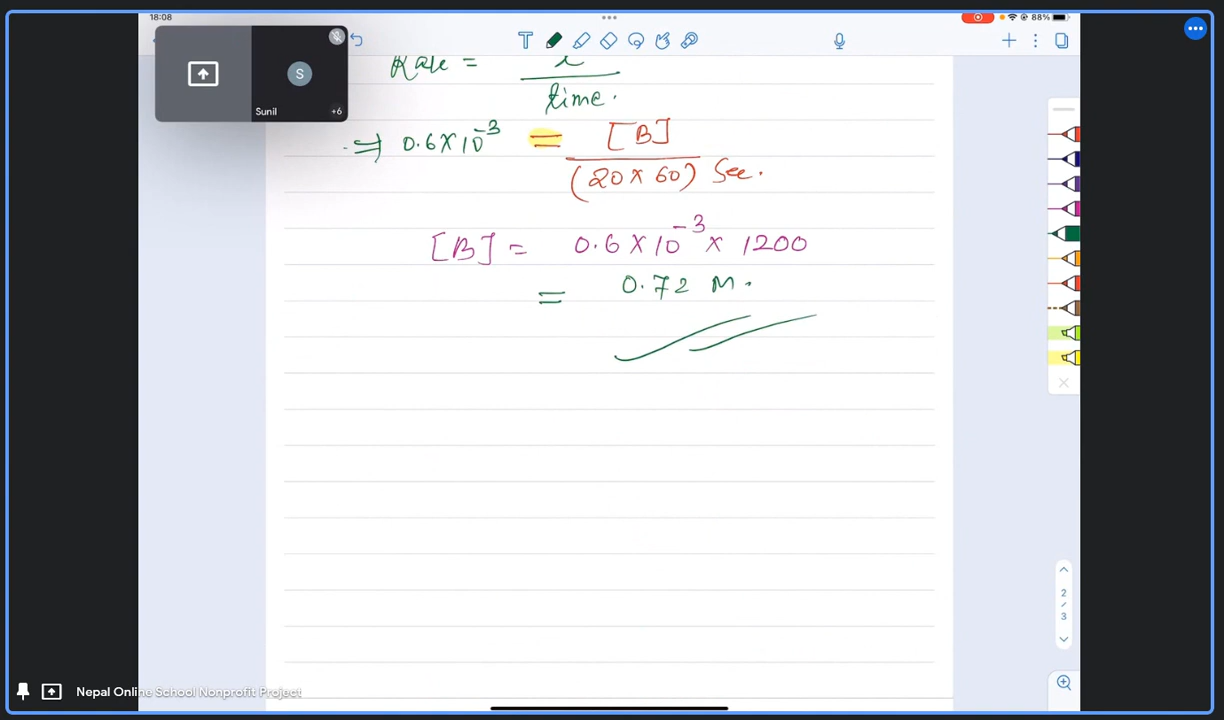 18:08
88%
Rate =
time.
⇒ 0.6 X 10⁻³ = [B]
(20 x 60) Sec.
[B] = 0.6 X 10⁻³ x 1200
= 0.72 M.
S
Sunil
+6
T
2
/
3
Nepal Online School Nonprofit Project